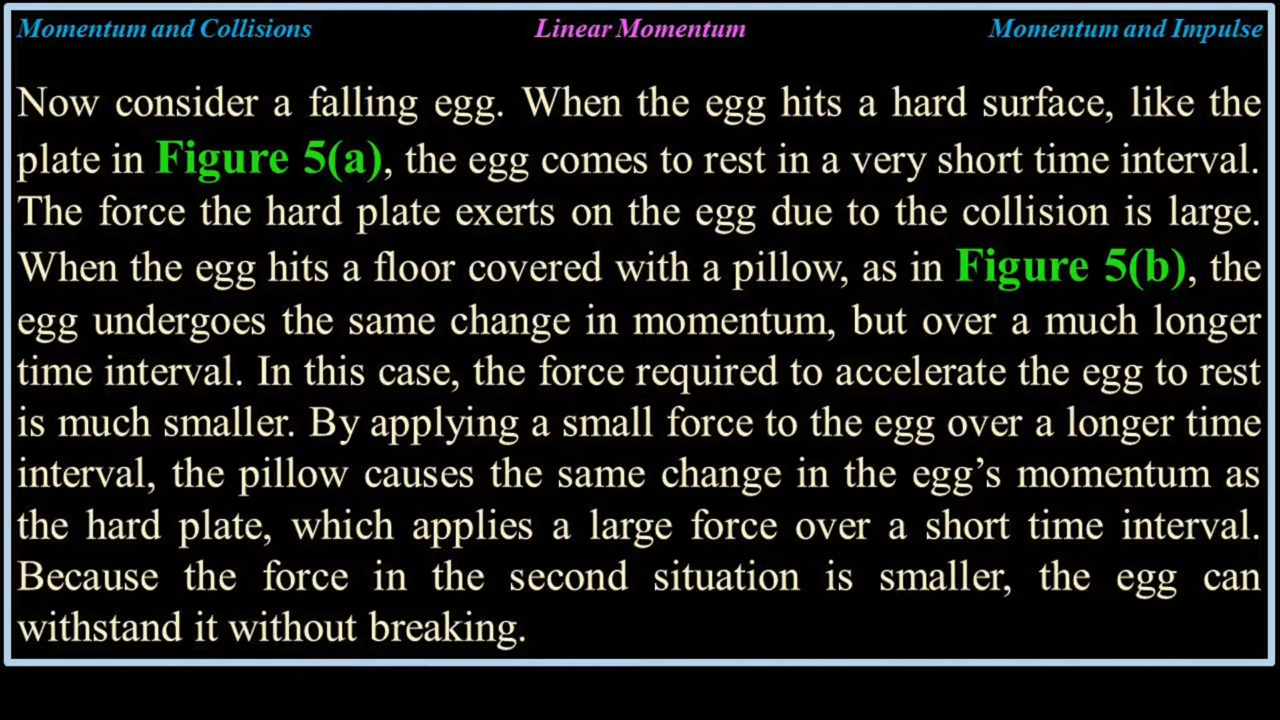 Momentum and Collisions
Linear Momentum
Momentum and Impulse
Now consider a falling egg. When the egg hits a hard surface, like the
plate in Figure 5(a), the egg comes to rest in a very short time interval.
The force the hard plate exerts on the egg due to the collision is large.
When the egg hits a floor covered with a pillow, as in Figure 5(b), the
egg undergoes the same change in momentum, but over a much longer
time interval. In this case, the force required to accelerate the egg to rest
is much smaller. By applying a small force to the egg over a longer time
interval, the pillow causes the same change in the egg’s momentum as
the hard plate, which applies a large force over a short time interval.
Because the force in the second situation is smaller, the egg can
withstand it without breaking.